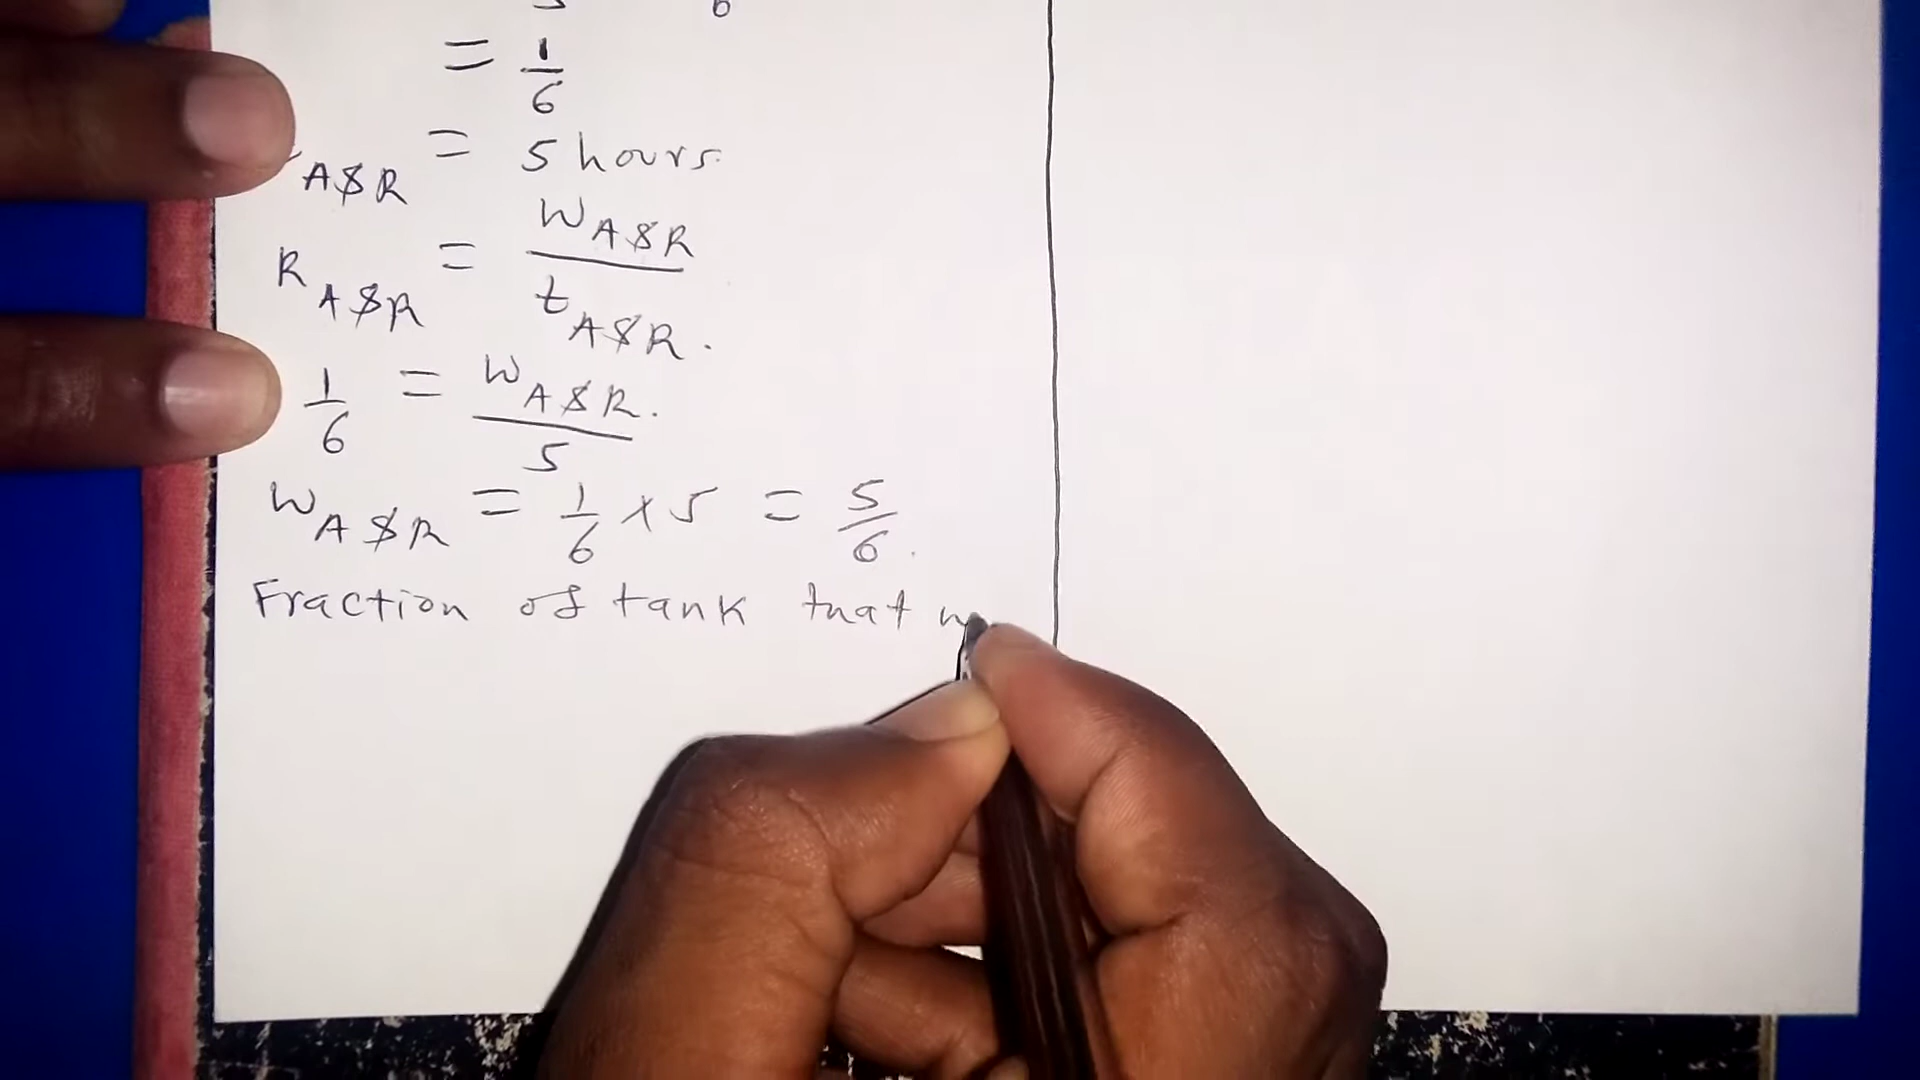 = 1/6
A$R = 5 hours.
R A$R = W A$R / t A$R.
1/6 = W A$R. / 5
W A$R = 1/6 x 5 = 5/6.
Fraction of tank that